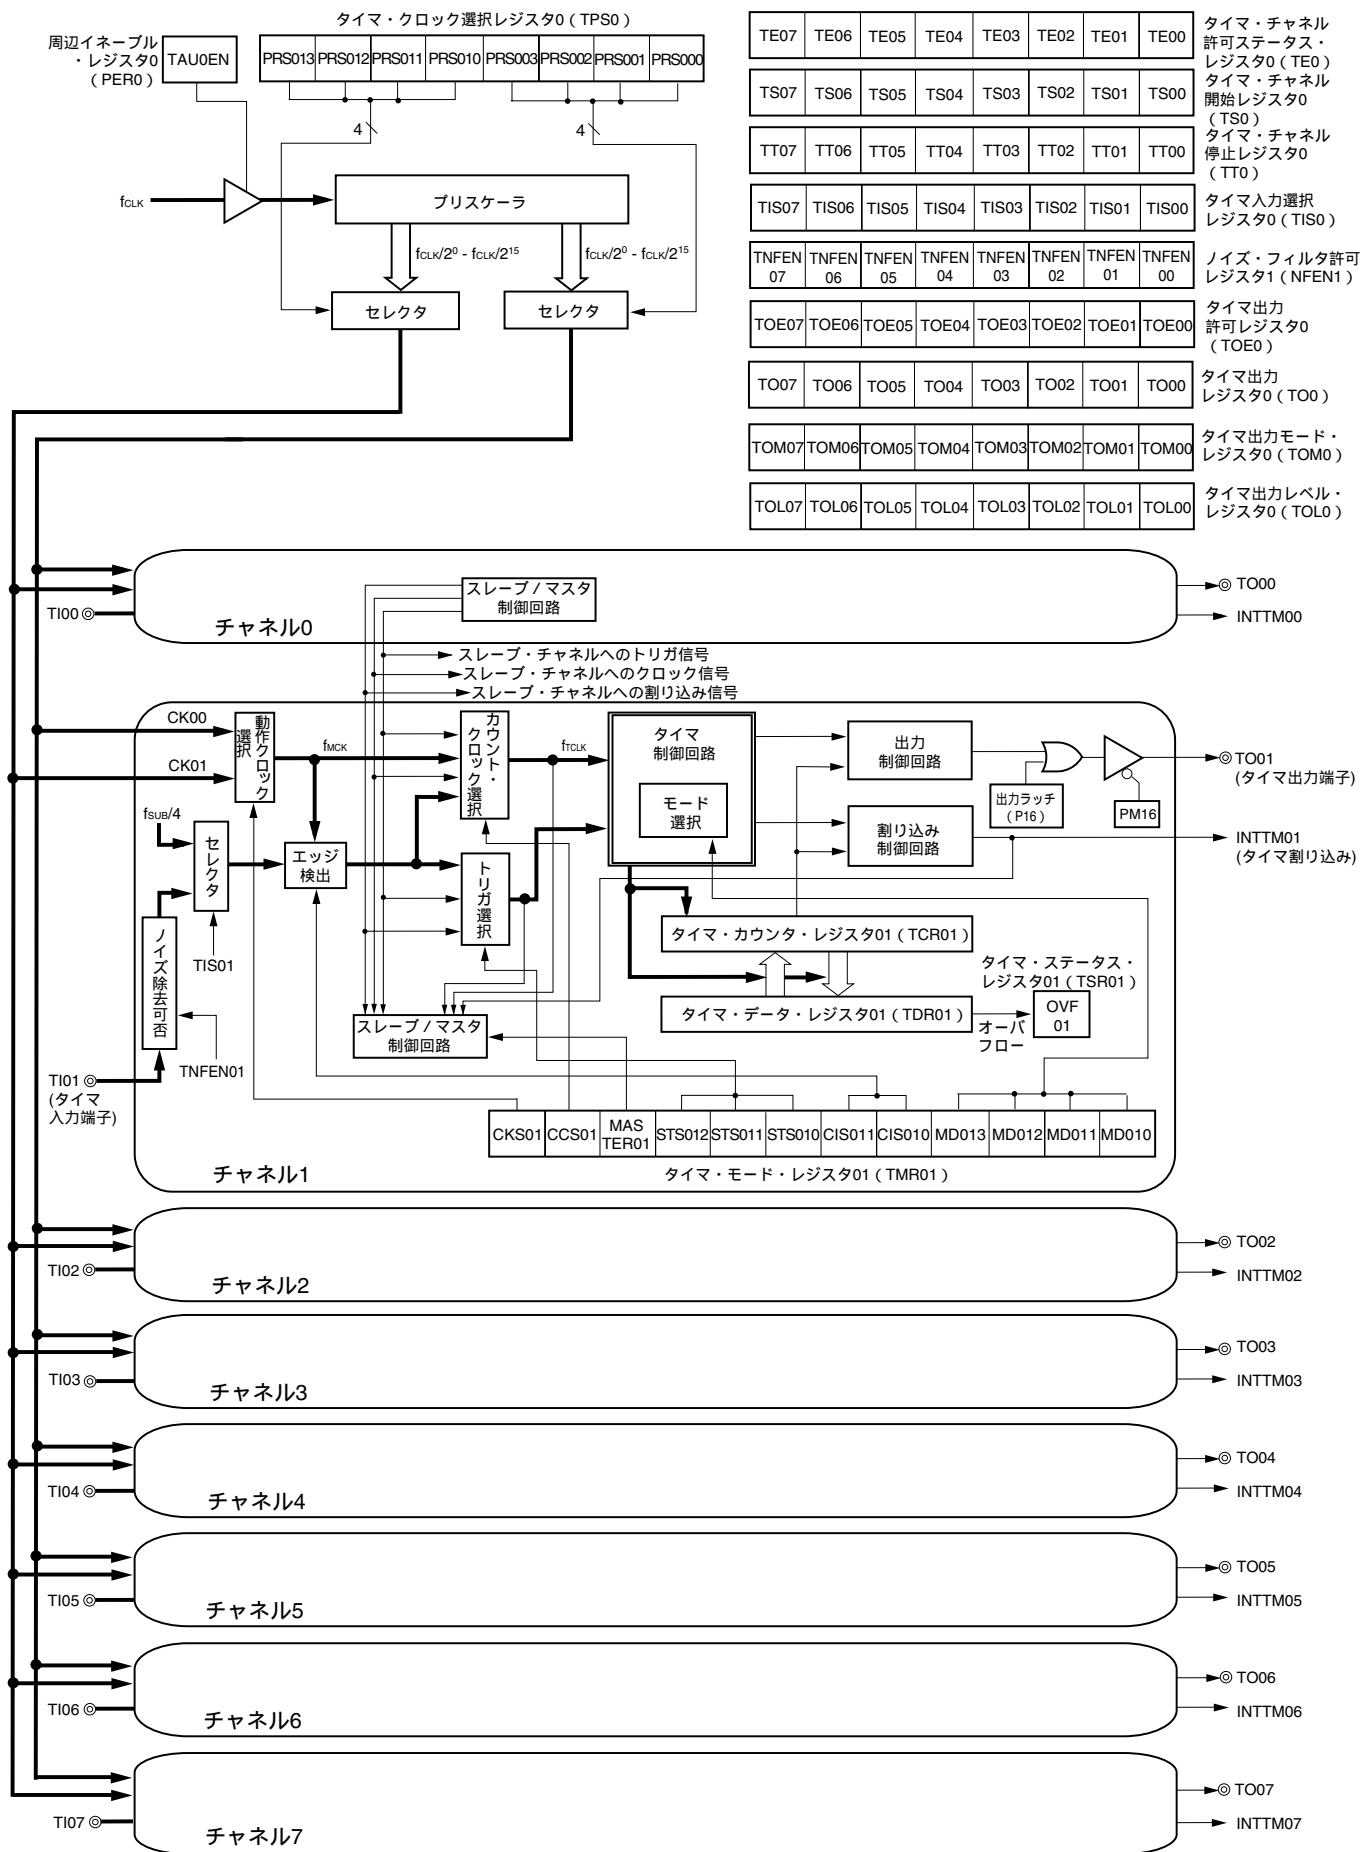 タイマ・クロック選択レジスタ0（TPS0）
周辺イネーブル
・レジスタ0
（PER0）
TAU0EN
PRS013 PRS012 PRS011 PRS010 PRS003 PRS002 PRS001 PRS000
4
4
fCLK
プリスケーラ
fCLK/2⁰ - fCLK/2¹⁵
fCLK/2⁰ - fCLK/2¹⁵
セレクタ
セレクタ
TE07 TE06 TE05 TE04 TE03 TE02 TE01 TE00
タイマ・チャネル
許可ステータス・
レジスタ0（TE0）
TS07 TS06 TS05 TS04 TS03 TS02 TS01 TS00
タイマ・チャネル
開始レジスタ0
（TS0）
TT07 TT06 TT05 TT04 TT03 TT02 TT01 TT00
タイマ・チャネル
停止レジスタ0
（TT0）
TIS07 TIS06 TIS05 TIS04 TIS03 TIS02 TIS01 TIS00
タイマ入力選択
レジスタ0（TIS0）
TNFEN TNFEN TNFEN TNFEN TNFEN TNFEN TNFEN TNFEN
07 06 05 04 03 02 01 00
ノイズ・フィルタ許可
レジスタ1（NFEN1）
TOE07 TOE06 TOE05 TOE04 TOE03 TOE02 TOE01 TOE00
タイマ出力
許可レジスタ0
（TOE0）
TO07 TO06 TO05 TO04 TO03 TO02 TO01 TO00
タイマ出力
レジスタ0（TO0）
TOM07 TOM06 TOM05 TOM04 TOM03 TOM02 TOM01 TOM00
タイマ出力モード・
レジスタ0（TOM0）
TOL07 TOL06 TOL05 TOL04 TOL03 TOL02 TOL01 TOL00
タイマ出力レベル・
レジスタ0（TOL0）
TI00
チャネル0
スレーブ / マスタ
制御回路
TO00
INTTM00
スレーブ・チャネルへのトリガ信号
スレーブ・チャネルへのクロック信号
スレーブ・チャネルへの割り込み信号
CK00
CK01
動作クロック
選択
fMCK
カウント・
クロック選択
fTCLK
タイマ
制御回路
モード
選択
出力
制御回路
出力ラッチ
（P16）
PM16
TO01
(タイマ出力端子)
fSUB/4
セレクタ
エッジ
検出
トリガ選択
割り込み
制御回路
INTTM01
(タイマ割り込み)
ノイズ除去可否
TIS01
TNFEN01
タイマ・カウンタ・レジスタ01（TCR01）
タイマ・ステータス・
レジスタ01（TSR01）
タイマ・データ・レジスタ01（TDR01）
オーバ
フロー
OVF
01
スレーブ / マスタ
制御回路
TI01
(タイマ
入力端子)
CKS01 CCS01 MAS
TER01 STS012 STS011 STS010 CIS011 CIS010 MD013 MD012 MD011 MD010
チャネル1
タイマ・モード・レジスタ01（TMR01）
TI02
チャネル2
TO02
INTTM02
TI03
チャネル3
TO03
INTTM03
TI04
チャネル4
TO04
INTTM04
TI05
チャネル5
TO05
INTTM05
TI06
チャネル6
TO06
INTTM06
TI07
チャネル7
TO07
INTTM07